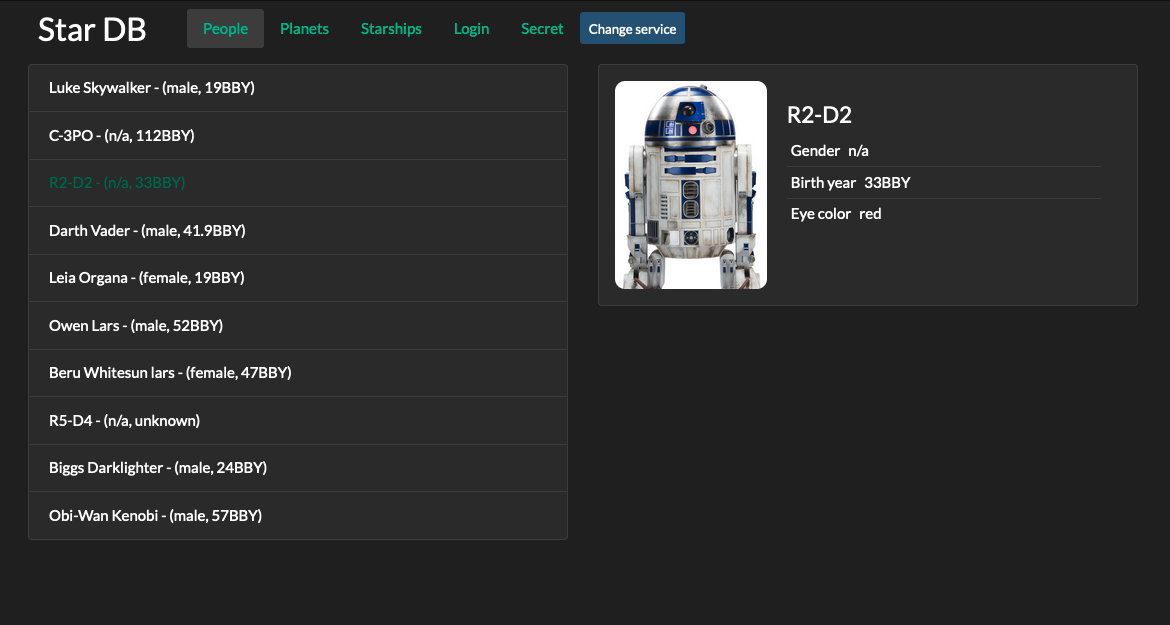 Star DB
People
Planets
Starships
Login
Secret
Change service
Luke Skywalker - (male, 19BBY)
C-3PO - (n/a, 112BBY)
R2-D2 - (n/a, 33BBY)
Darth Vader - (male, 41.9BBY)
Leia Organa - (female, 19BBY)
Owen Lars - (male, 52BBY)
Beru Whitesun lars - (female, 47BBY)
R5-D4 - (n/a, unknown)
Biggs Darklighter - (male, 24BBY)
Obi-Wan Kenobi - (male, 57BBY)
R2-D2
Gender n/a
Birth year 33BBY
Eye color red